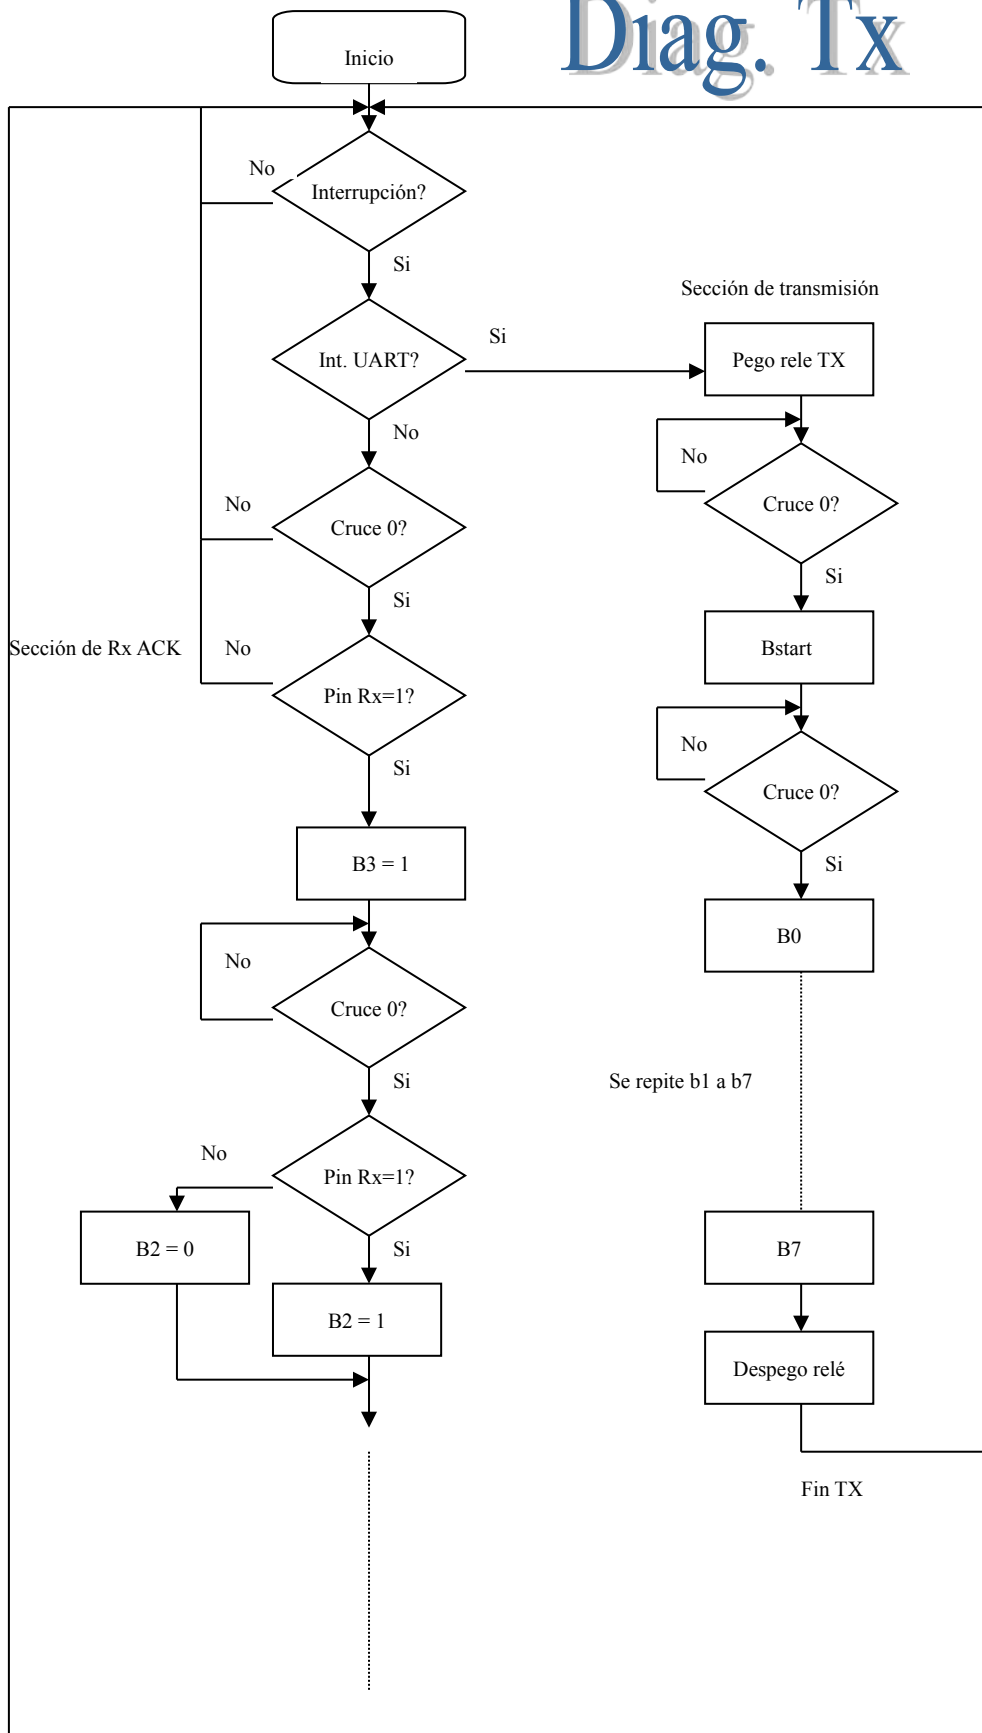 Diag. Tx
Inicio
No
Interrupción?
Si
Sección de transmisión
Int. UART?
Si
Pego rele TX
No
No
Cruce 0?
No
Cruce 0?
Si
Si
Sección de Rx ACK
No
Pin Rx=1?
Bstart
Si
No
Cruce 0?
Si
B3 = 1
B0
No
Cruce 0?
Si
Se repite b1 a b7
No
Pin Rx=1?
B2 = 0
Si
B7
B2 = 1
Despego relé
Fin TX